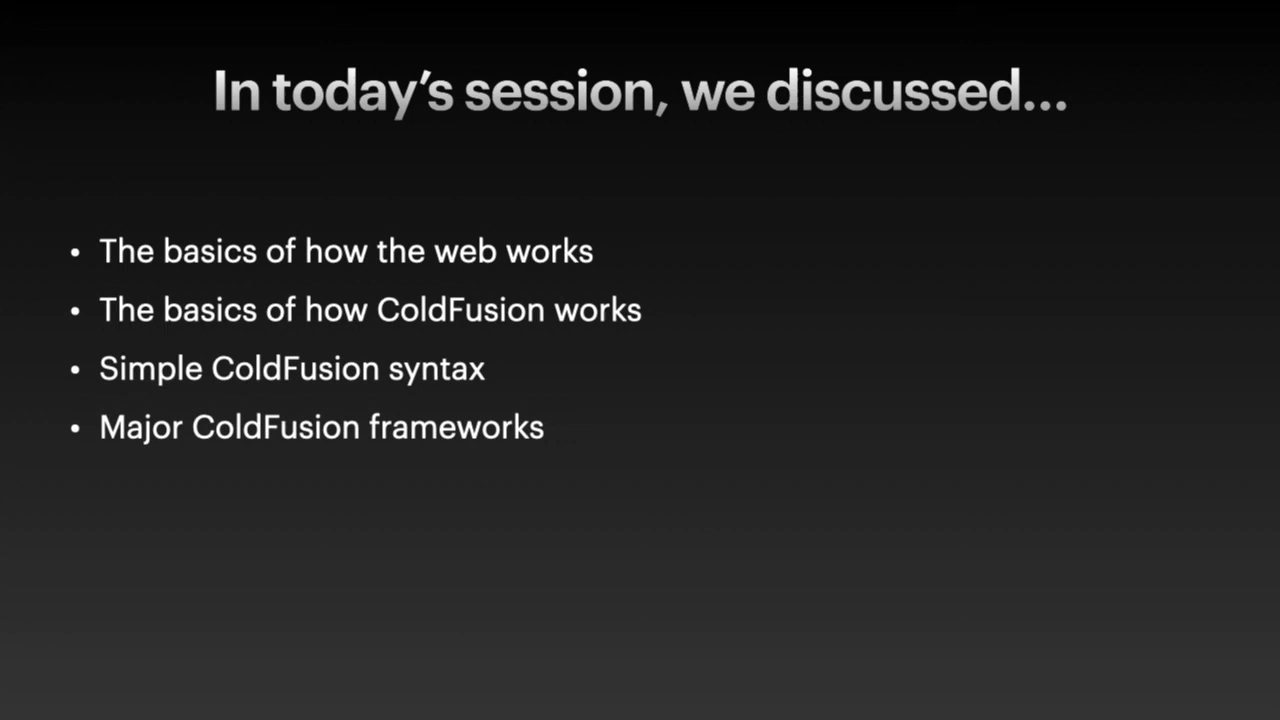 In today’s session, we discussed…
• The basics of how the web works
• The basics of how ColdFusion works
• Simple ColdFusion syntax
• Major ColdFusion frameworks